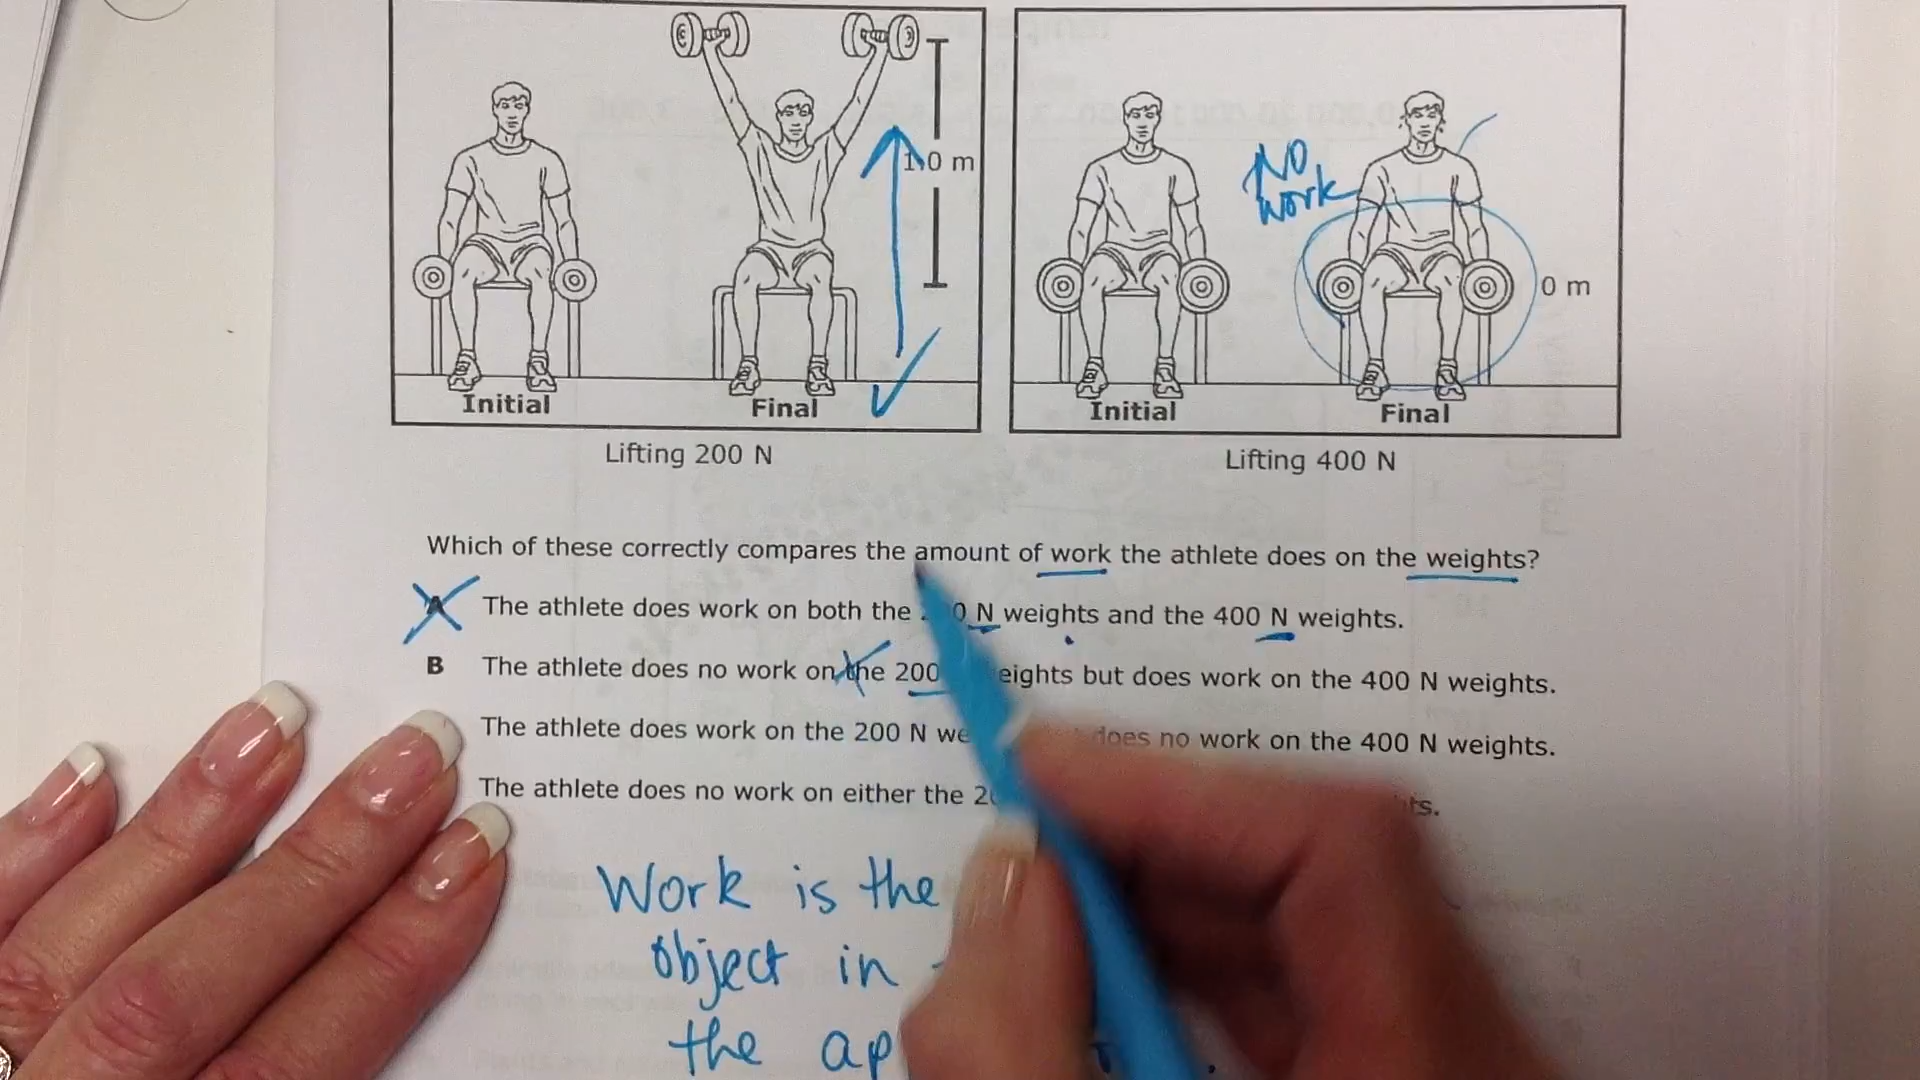 1.0 m
NO
work
0 m
Initial
Final
Initial
Final
Lifting 200 N
Lifting 400 N
Which of these correctly compares the amount of work the athlete does on the weights?
A The athlete does work on both the 0 N weights and the 400 N weights.
B The athlete does no work on the 200 eights but does work on the 400 N weights.
The athlete does work on the 200 N we does no work on the 400 N weights.
The athlete does no work on either the 20 ts.
Work is the
object in
the ap